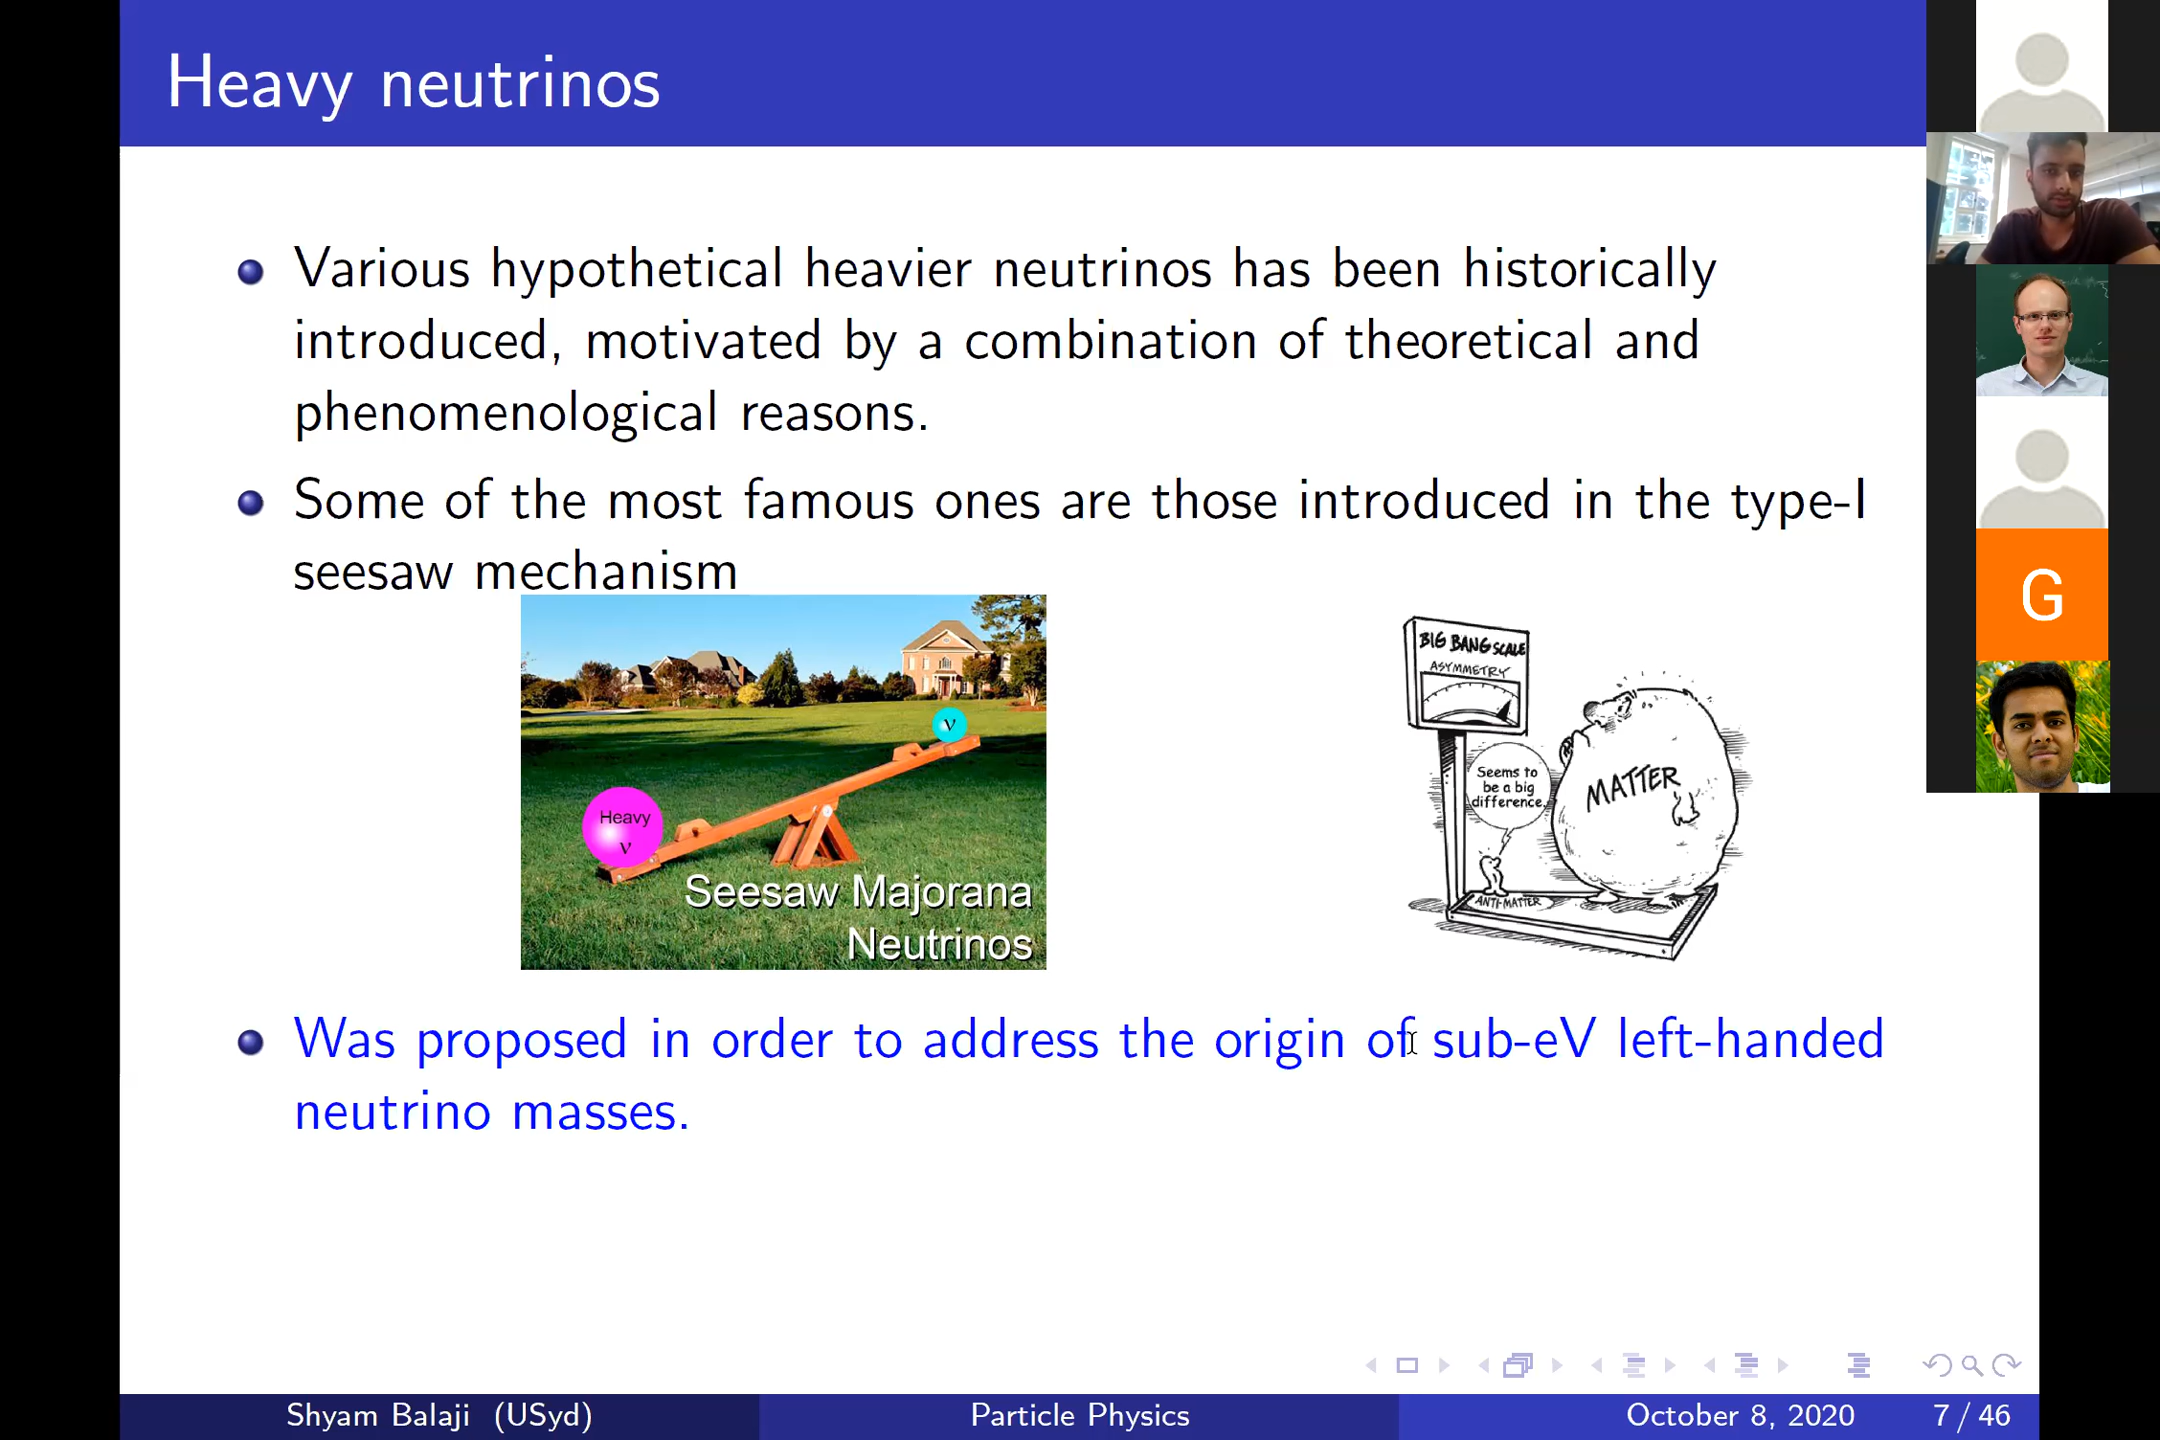 Heavy neutrinos
Various hypothetical heavier neutrinos has been historically
introduced, motivated by a combination of theoretical and
phenomenological reasons.
Some of the most famous ones are those introduced in the type-I
seesaw mechanism
ν
Heavy
ν
Seesaw Majorana
Neutrinos
BIG BANG SCALE
ASYMMETRY
Seems to
be a big
difference.
MATTER
ANTI-MATTER
Was proposed in order to address the origin of sub-eV left-handed
neutrino masses.
G
Shyam Balaji (USyd)
Particle Physics
October 8, 2020
7 / 46